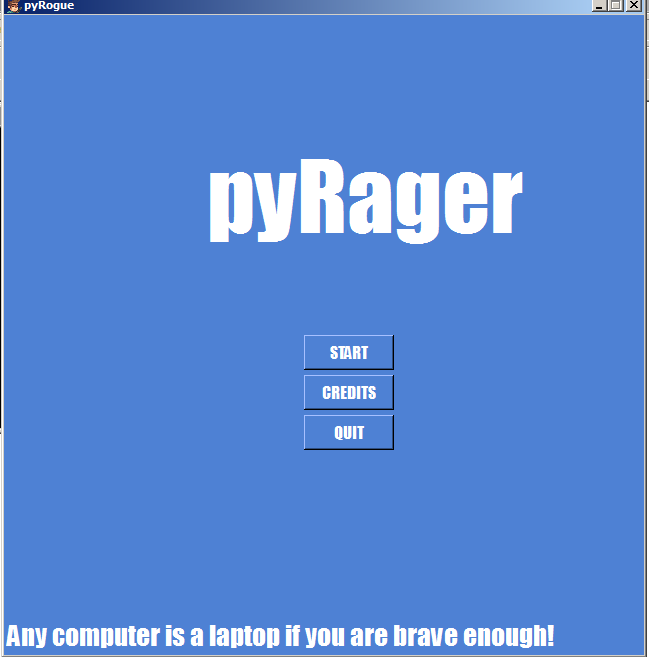 pyRogue
pyRager
START
CREDITS
QUIT
Any computer is a laptop if you are brave enough!